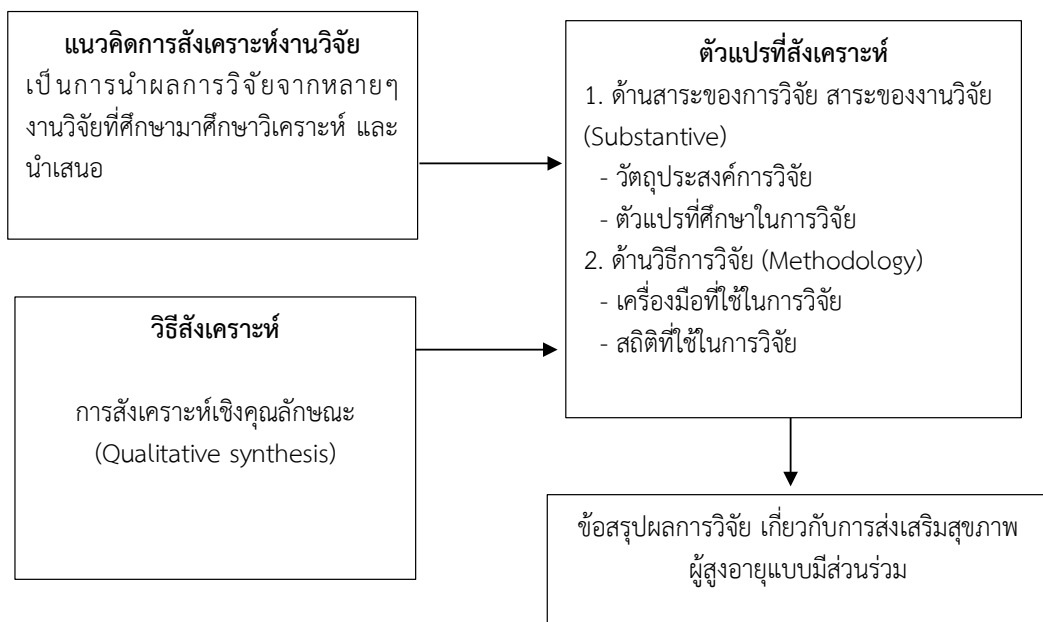 แนวคิดการสังเคราะห์งานวิจัย
เป็นการนำผลการวิจัยจากหลายๆ
งานวิจัยที่ศึกษามาศึกษาวิเคราะห์ และ
นำเสนอ
วิธีสังเคราะห์
การสังเคราะห์เชิงคุณลักษณะ
(Qualitative synthesis)
ตัวแปรที่สังเคราะห์
1. ด้านสาระของการวิจัย สาระของงานวิจัย
(Substantive)
- วัตถุประสงค์การวิจัย
- ตัวแปรที่ศึกษาในการวิจัย
2. ด้านวิธีการวิจัย (Methodology)
- เครื่องมือที่ใช้ในการวิจัย
- สถิติที่ใช้ในการวิจัย
ข้อสรุปผลการวิจัย เกี่ยวกับการส่งเสริมสุขภาพ
ผู้สูงอายุแบบมีส่วนร่วม